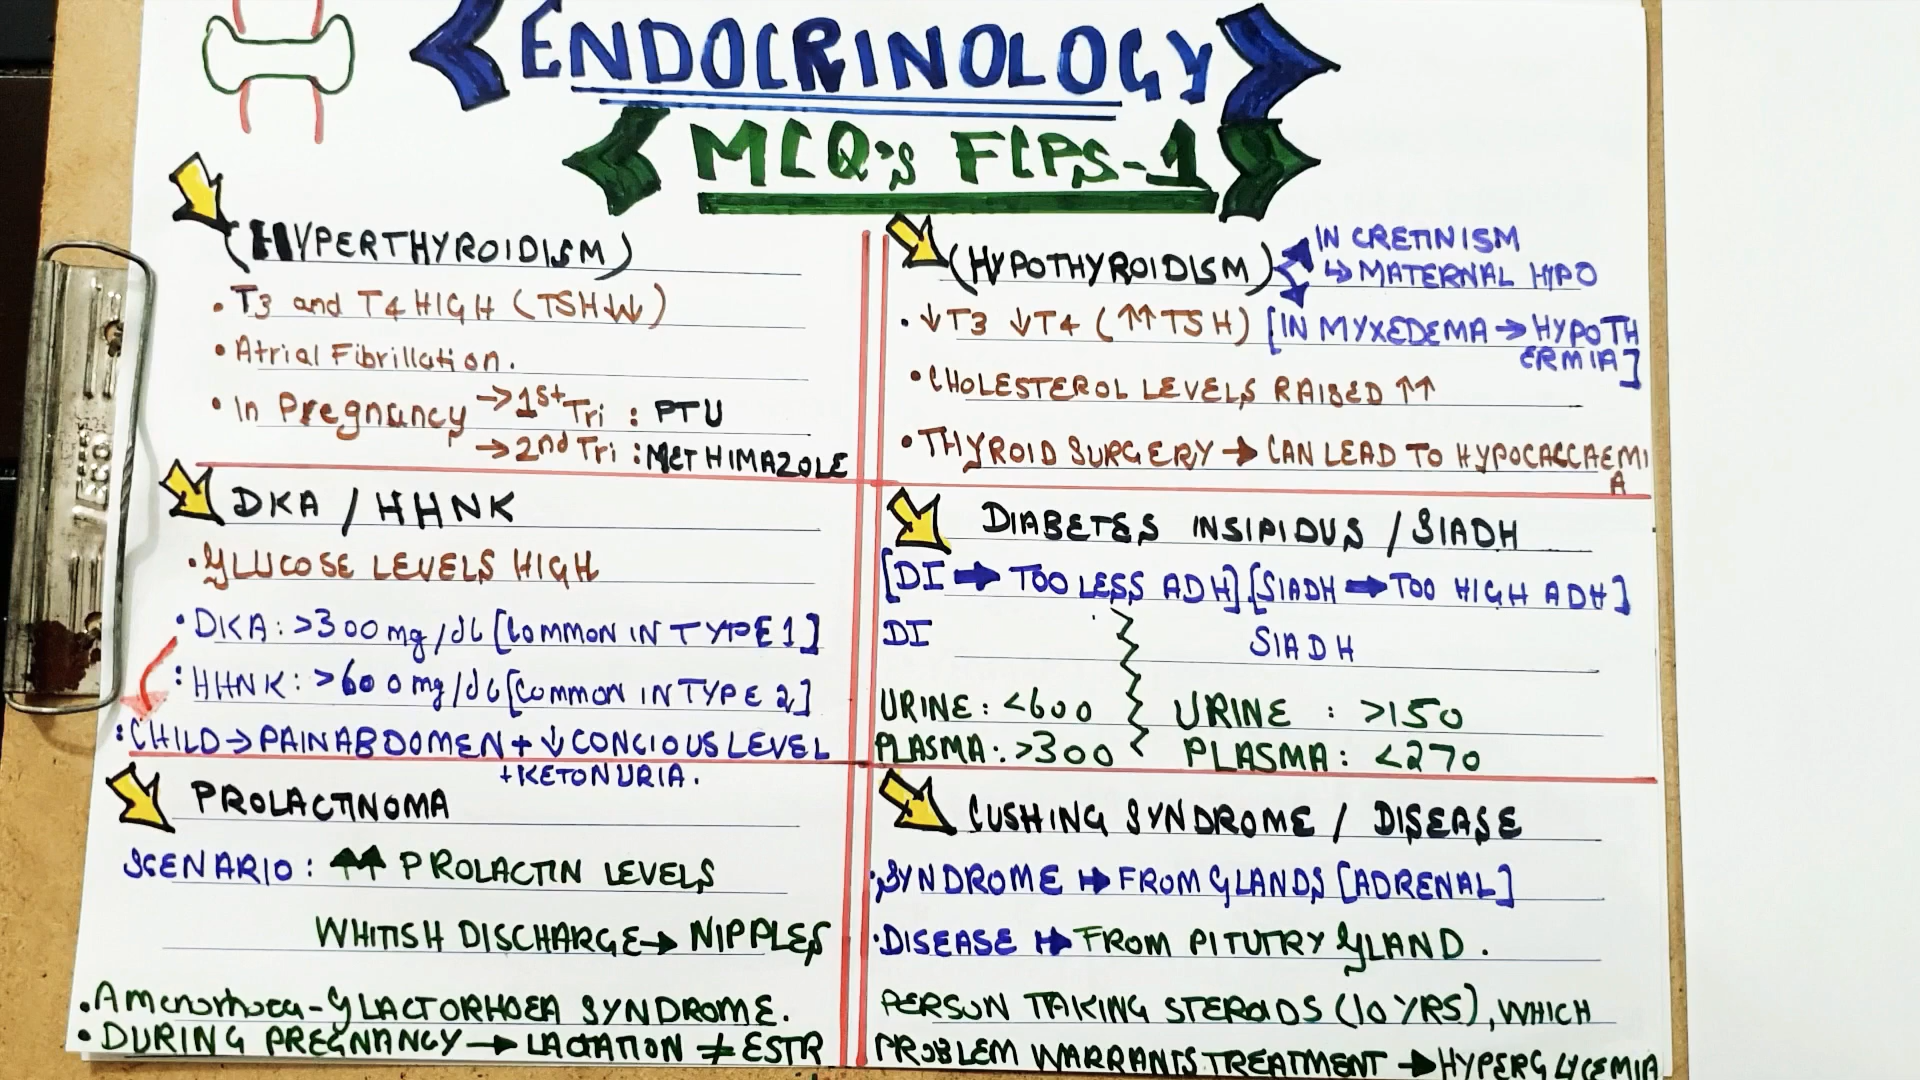 ENDOCRINOLOGY
MCQ's FCPS-1
(HYPERTHYROIDISM)
• T3 and T4 HIGH (TSH↓↓)
• Atrial Fibrillation.
• In Pregnancy → 1st Tri : PTU
→ 2nd Tri : METHIMAZOLE
(HYPOTHYROIDISM)
IN CRETINISM
↳ MATERNAL HIPO
• ↓T3 ↓T4 (↑↑TSH) [IN MYXEDEMA → HYPOTH
ERMIA]
• CHOLESTEROL LEVELS RAISED ↑↑
• THYROID SURGERY → CAN LEAD TO HYPOCACCAEMI
A
DKA / HHNK
• GLUCOSE LEVELS HIGH
• DKA: >300mg/dl [COMMON IN TYPE 1]
: HHNK: >600mg/dl [COMMON IN TYPE 2]
: CHILD → PAIN ABDOMEN + ↓ CONCIOUS LEVEL
+ KETONURIA.
DIABETES INSIPIDUS / SIADH
[DI → TOO LESS ADH]. [SIADH → TOO HIGH ADH]
DI
URINE: <600
PLASMA: >300
SIADH
URINE : >150
PLASMA: <270
PROLACTINOMA
SCENARIO: ↑↑ PROLACTIN LEVELS
WHITISH DISCHARGE → NIPPLES
• Amenorhoea-GLACTORHOEA SYNDROME.
• DURING PREGNANCY → LACTATION ≠ ESTR
CUSHING SYNDROME / DISEASE
• SYNDROME ↦ FROM GLANDS [ADRENAL]
• DISEASE ↦ FROM PITUTRY GLAND.
PERSON TAKING STEROIDS (10 YRS), WHICH
PROBLEM WARRANTS TREATMENT → HYPERGLYCEMIA